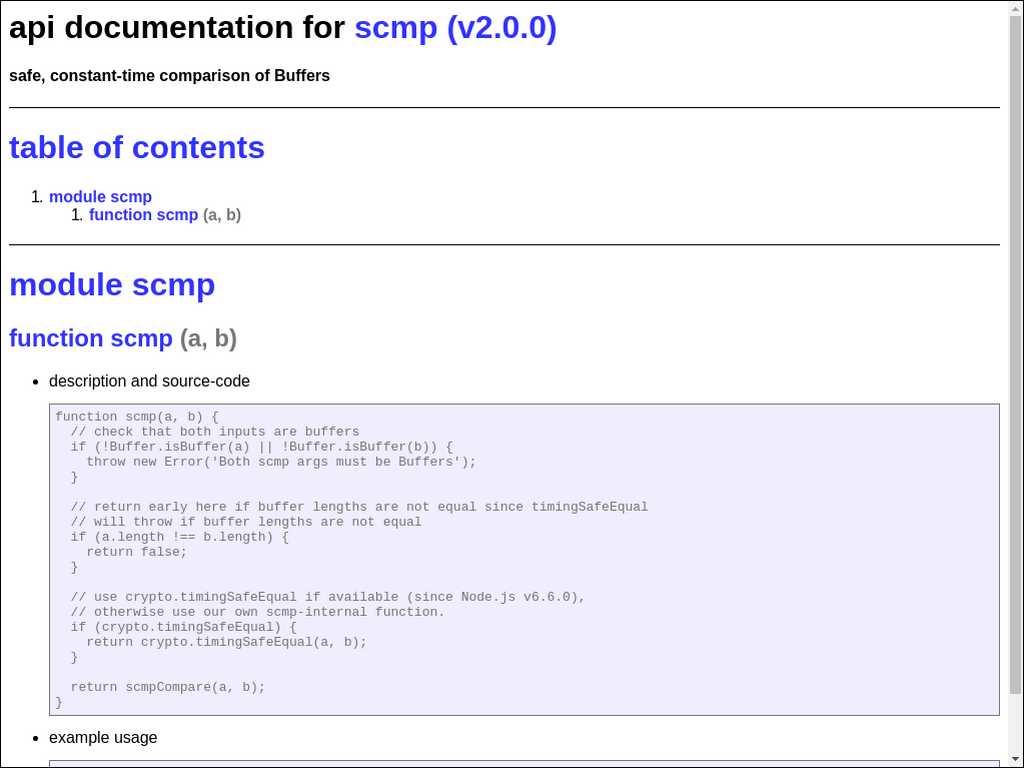 api documentation for scmp (v2.0.0)
safe, constant-time comparison of Buffers
table of contents
1. module scmp
1. function scmp (a, b)
module scmp
function scmp (a, b)
• description and source-code
function scmp(a, b) {
  // check that both inputs are buffers
  if (!Buffer.isBuffer(a) || !Buffer.isBuffer(b)) {
    throw new Error('Both scmp args must be Buffers');
  }

  // return early here if buffer lengths are not equal since timingSafeEqual
  // will throw if buffer lengths are not equal
  if (a.length !== b.length) {
    return false;
  }

  // use crypto.timingSafeEqual if available (since Node.js v6.6.0),
  // otherwise use our own scmp-internal function.
  if (crypto.timingSafeEqual) {
    return crypto.timingSafeEqual(a, b);
  }

  return scmpCompare(a, b);
}
• example usage